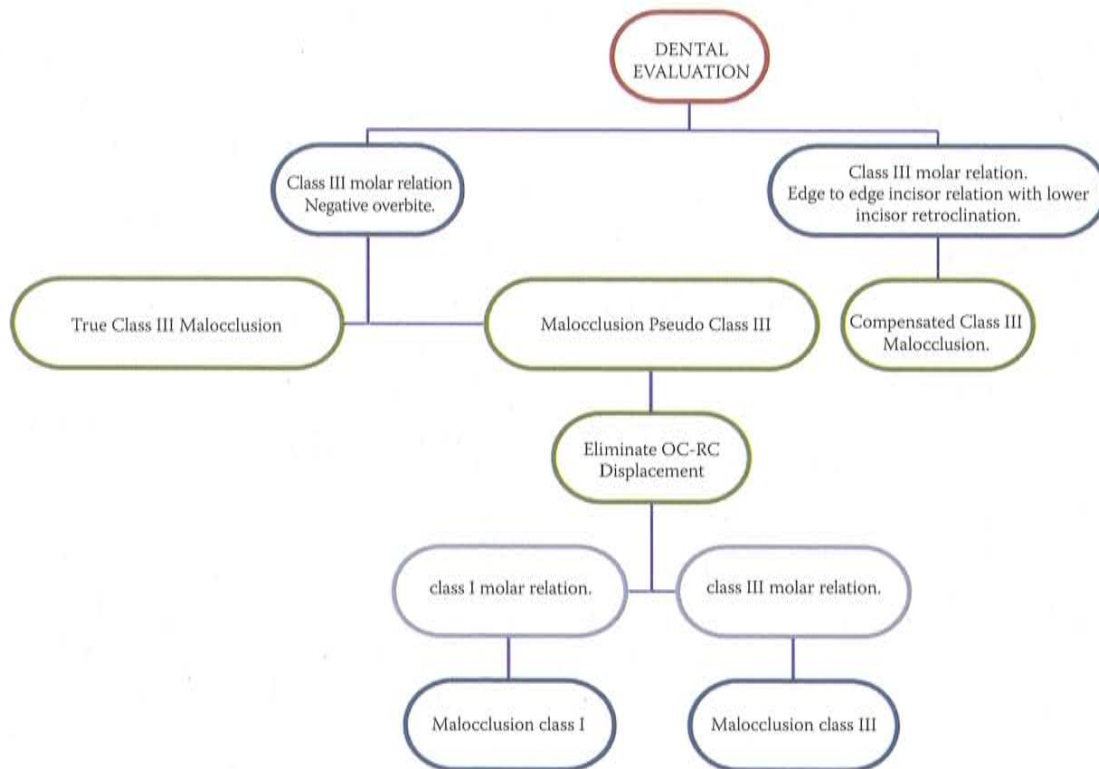 DENTAL
EVALUATION
Class III molar relation
Negative overbite.
Class III molar relation.
Edge to edge incisor relation with lower
incisor retroclination.
True Class III Malocclusion
Malocclusion Pseudo Class III
Compensated Class III
Malocclusion.
Eliminate OC-RC
Displacement
class I molar relation.
class III molar relation.
Malocclusion class I
Malocclusion class III